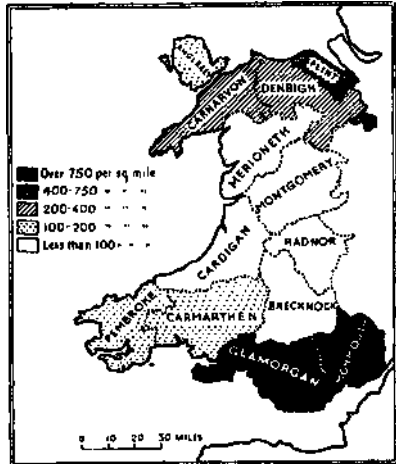 ANGLESEY
FLINT
CARNARVON
DENBIGH
MERIONETH
MONTGOMERY
Over 750 per sq. mile
400-750 " " "
200-400 " " "
100-200 " " "
Less than 100 " " "
CARDIGAN
RADNOR
PEMBROKE
CARMARTHEN
BRECKNOCK
GLAMORGAN
0 10 20 30 MILES